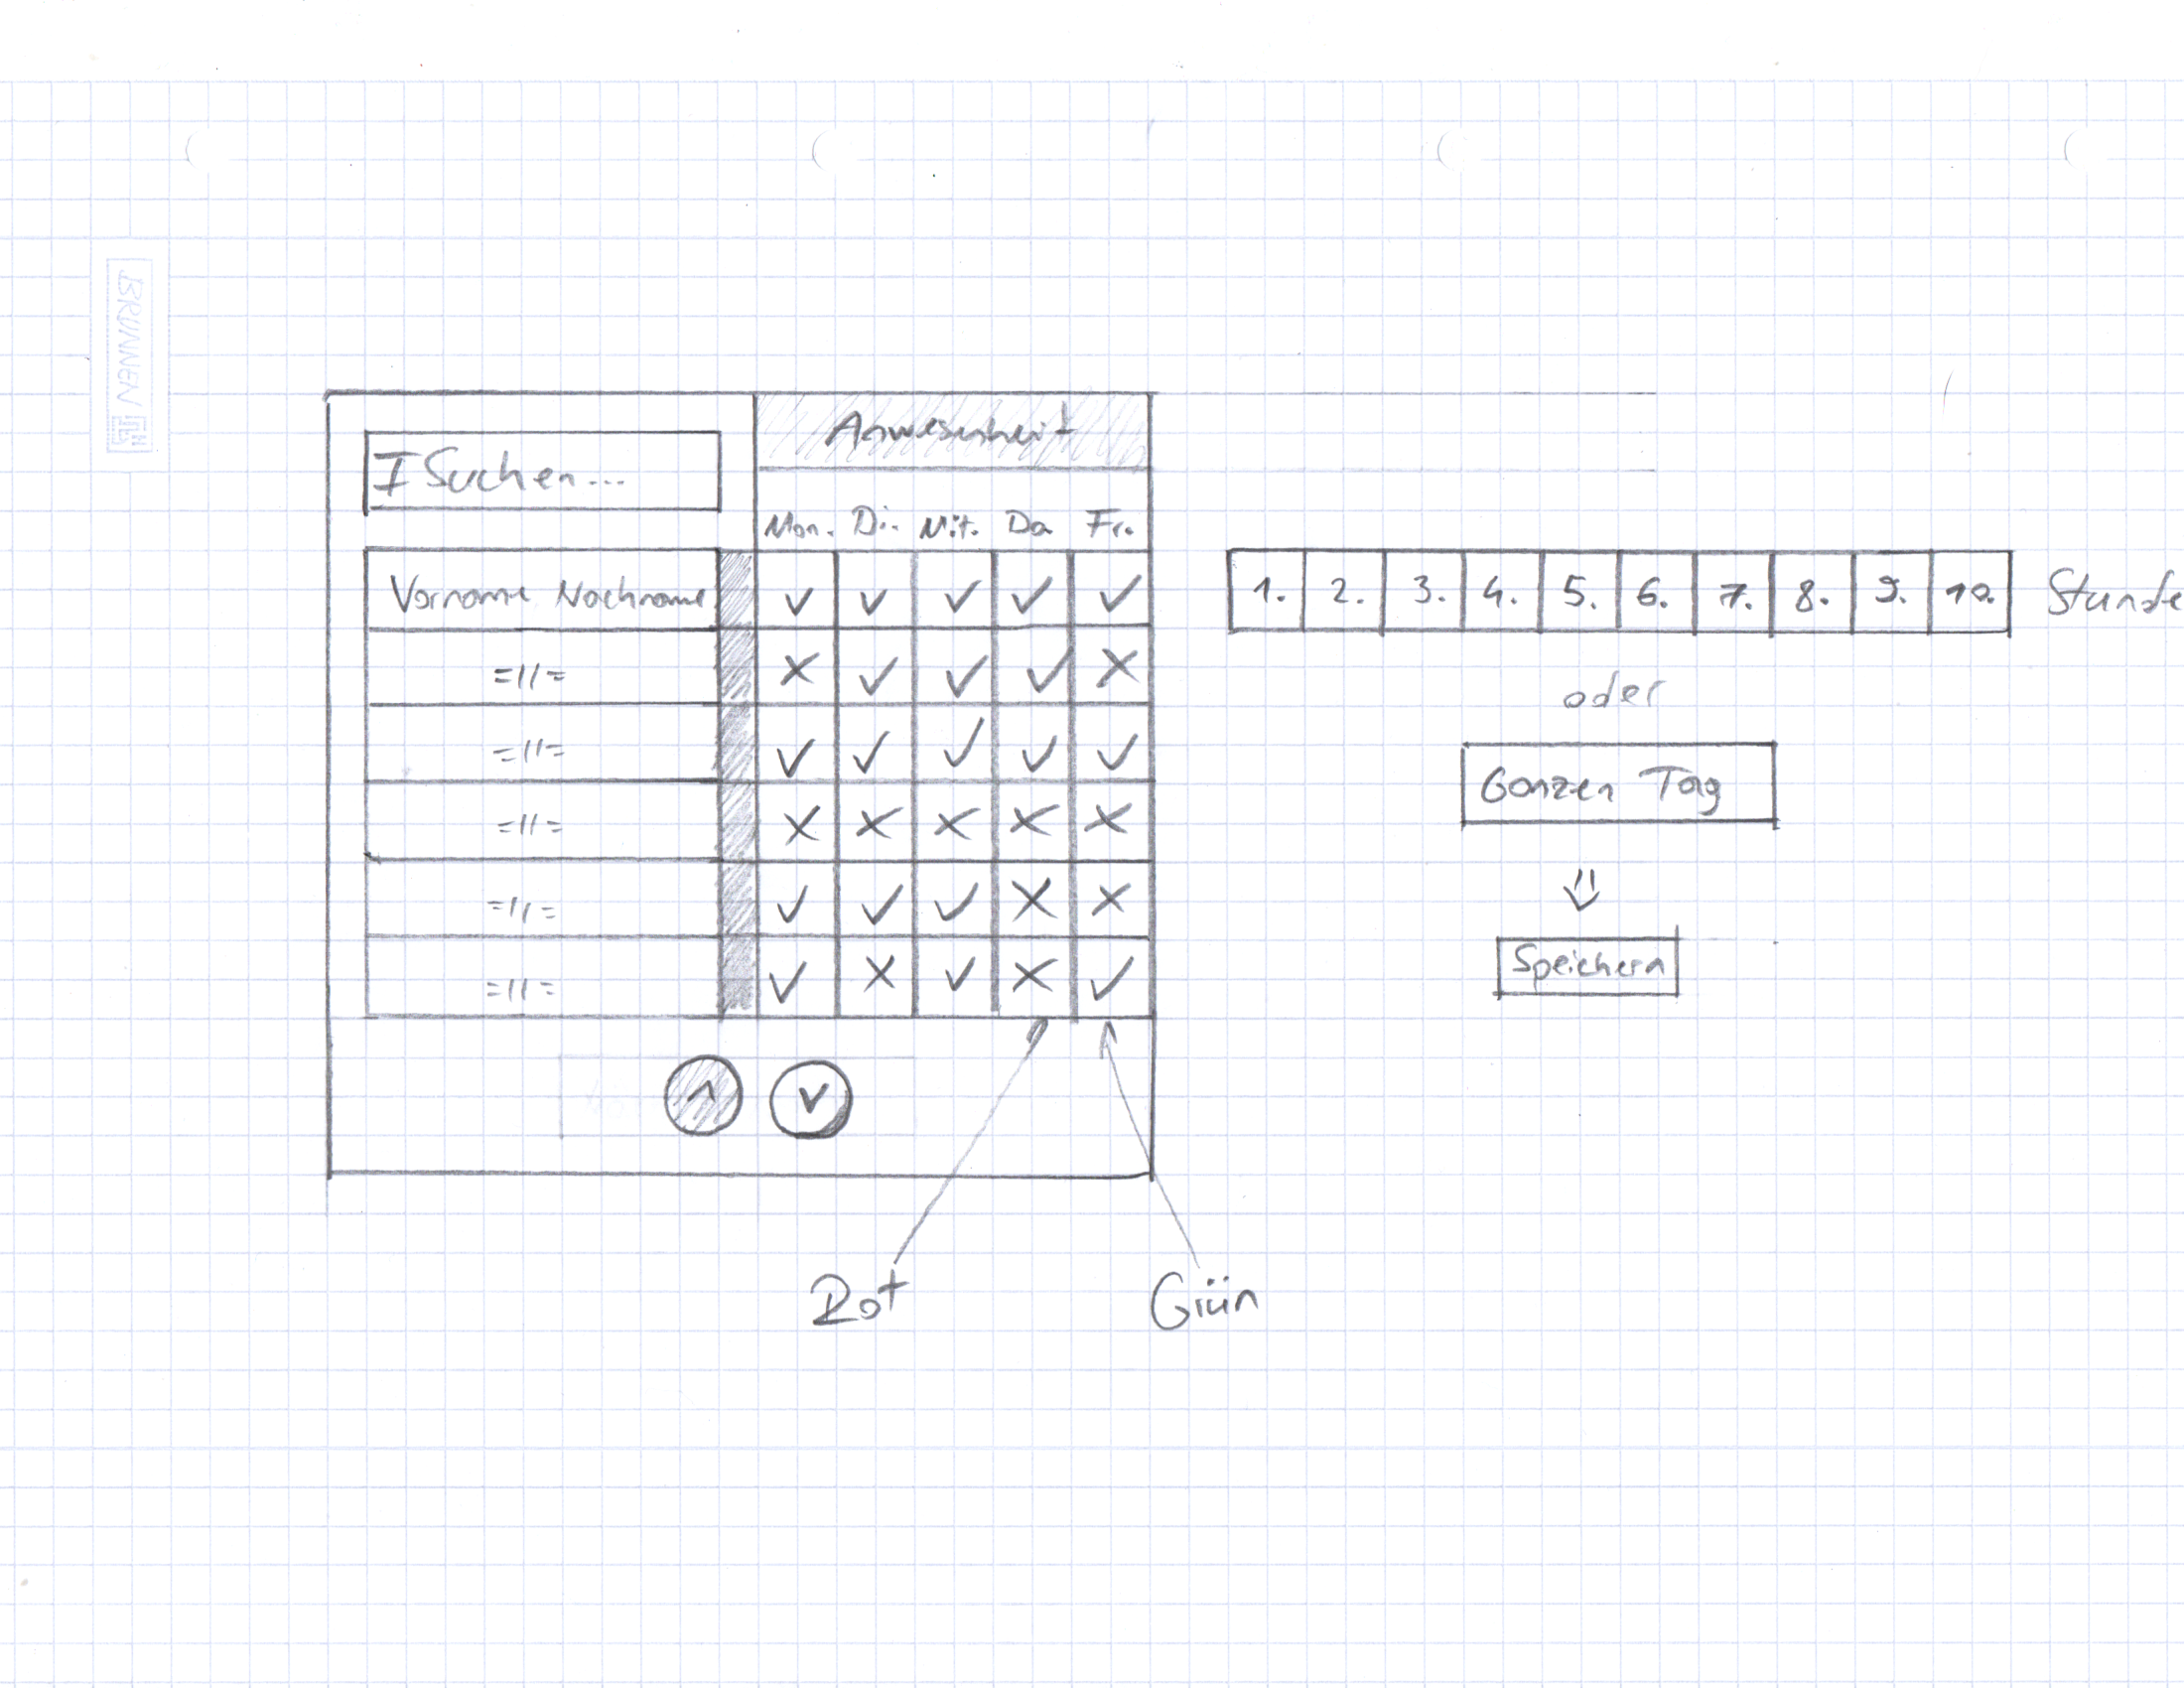 BRUNNEN
Anwesenheit
I Suchen...
Mon. Di. Mit. Do Fr.
Vorname Nachname ✓ ✓ ✓ ✓ ✓
=//= X ✓ ✓ ✓ X
=//= ✓ ✓ ✓ ✓ ✓
=//= X X X X X
=//= ✓ ✓ ✓ X X
=//= ✓ X ✓ X ✓
1. 2. 3. 4. 5. 6. 7. 8. 9. 10. Stunde
oder
Ganzen Tag
Speichern
Rot
Grün